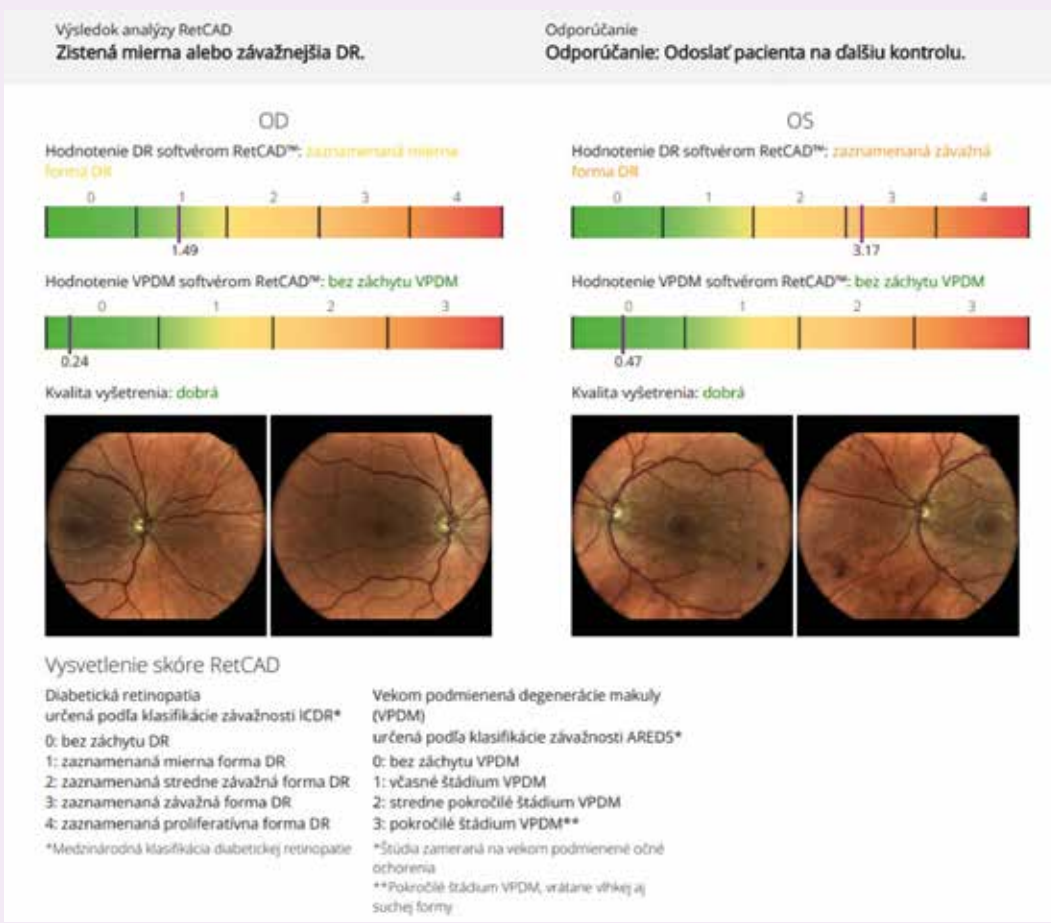 Výsledok analýzy RetCAD
Zistená mierna alebo závažnejšia DR.
Odporúčanie
Odporúčanie: Odoslať pacienta na ďalšiu kontrolu.
OD
Hodnotenie DR softvérom RetCAD™: zaznamenaná mierna
forma DR
0 1 2 3 4
1.49
Hodnotenie VPDM softvérom RetCAD™: bez záchytu VPDM
0 1 2 3
0.24
Kvalita vyšetrenia: dobrá
OS
Hodnotenie DR softvérom RetCAD™: zaznamenaná závažná
forma DR
0 1 2 3 4
3.17
Hodnotenie VPDM softvérom RetCAD™: bez záchytu VPDM
0 1 2 3
0.47
Kvalita vyšetrenia: dobrá
Vysvetlenie skóre RetCAD
Diabetická retinopatia
určená podľa klasifikácie závažnosti ICDR*
0: bez záchytu DR
1: zaznamenaná mierna forma DR
2: zaznamenaná stredne závažná forma DR
3: zaznamenaná závažná forma DR
4: zaznamenaná proliferatívna forma DR
*Medzinárodná klasifikácia diabetickej retinopatie
Vekom podmienená degenerácie makuly
(VPDM)
určená podľa klasifikácie závažnosti AREDS*
0: bez záchytu VPDM
1: včasné štádium VPDM
2: stredne pokročilé štádium VPDM
3: pokročilé štádium VPDM**
*Štúdia zameraná na vekom podmienené očné
ochorenia
**Pokročilé štádium VPDM, vrátane vlhkej aj
suchej formy